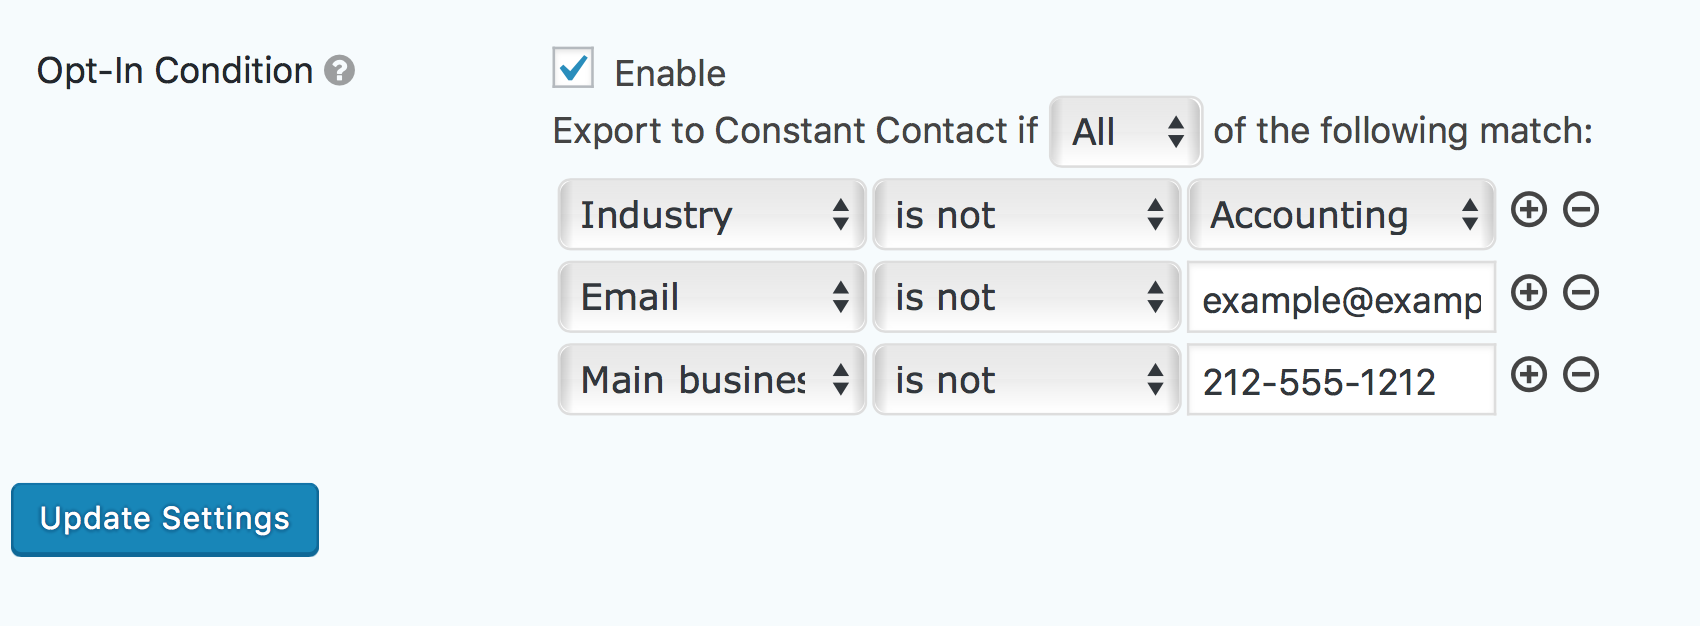 Opt-In Condition ?
Enable
Export to Constant Contact if All of the following match:
Industry is not Accounting
Email is not example@examp
Main busines is not 212-555-1212
Update Settings